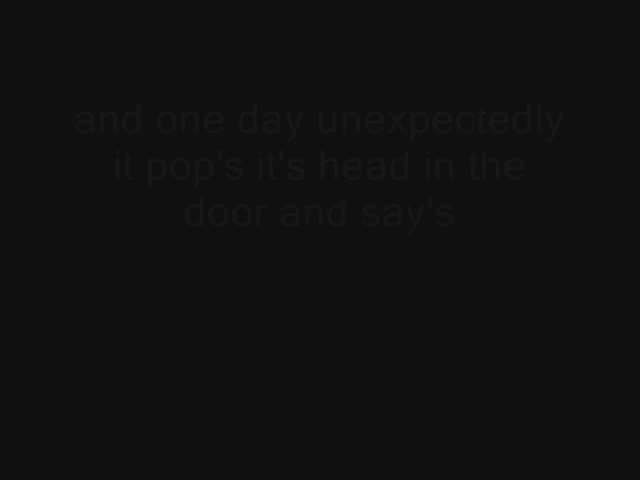 and one day unexpectedly
it pop's it's head in the
door and say's